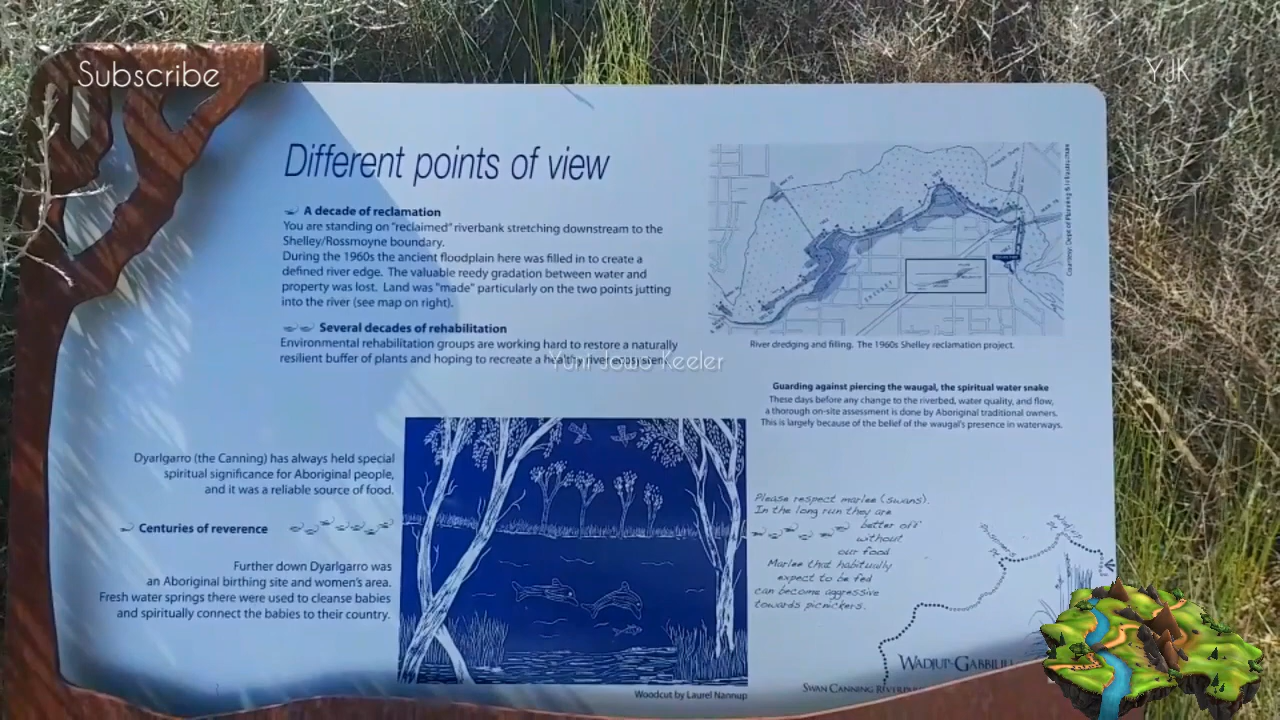 Subscribe
YJK
Different points of view
A decade of reclamation
You are standing on "reclaimed" riverbank stretching downstream to the
Shelley/Rossmoyne boundary.
During the 1960s the ancient floodplain here was filled in to create a
defined river edge. The valuable reedy gradation between water and
property was lost. Land was "made" particularly on the two points jutting
into the river (see map on right).
Several decades of rehabilitation
Environmental rehabilitation groups are working hard to restore a naturally
resilient buffer of plants and hoping to recreate a healthy river ecosystem.
Yurri Jowo Keeler
Courtesy: Dept of Planning & Infrastructure
River dredging and filling. The 1960s Shelley reclamation project.
Guarding against piercing the waugal, the spiritual water snake
These days before any change to the riverbed, water quality, and flow,
a thorough on-site assessment is done by Aboriginal traditional owners.
This is largely because of the belief of the waugal's presence in waterways.
Dyarlgarro (the Canning) has always held special
spiritual significance for Aboriginal people,
and it was a reliable source of food.
Centuries of reverence
Further down Dyarlgarro was
an Aboriginal birthing site and women's area.
Fresh water springs there were used to cleanse babies
and spiritually connect the babies to their country.
Woodcut by Laurel Nannup
Please respect marlee (swans).
In the long run they are
better off
without
our food
Marlee that habitually
expect to be fed
can become aggressive
towards picnickers.
WADJUP-GABBILJU
SWAN CANNING